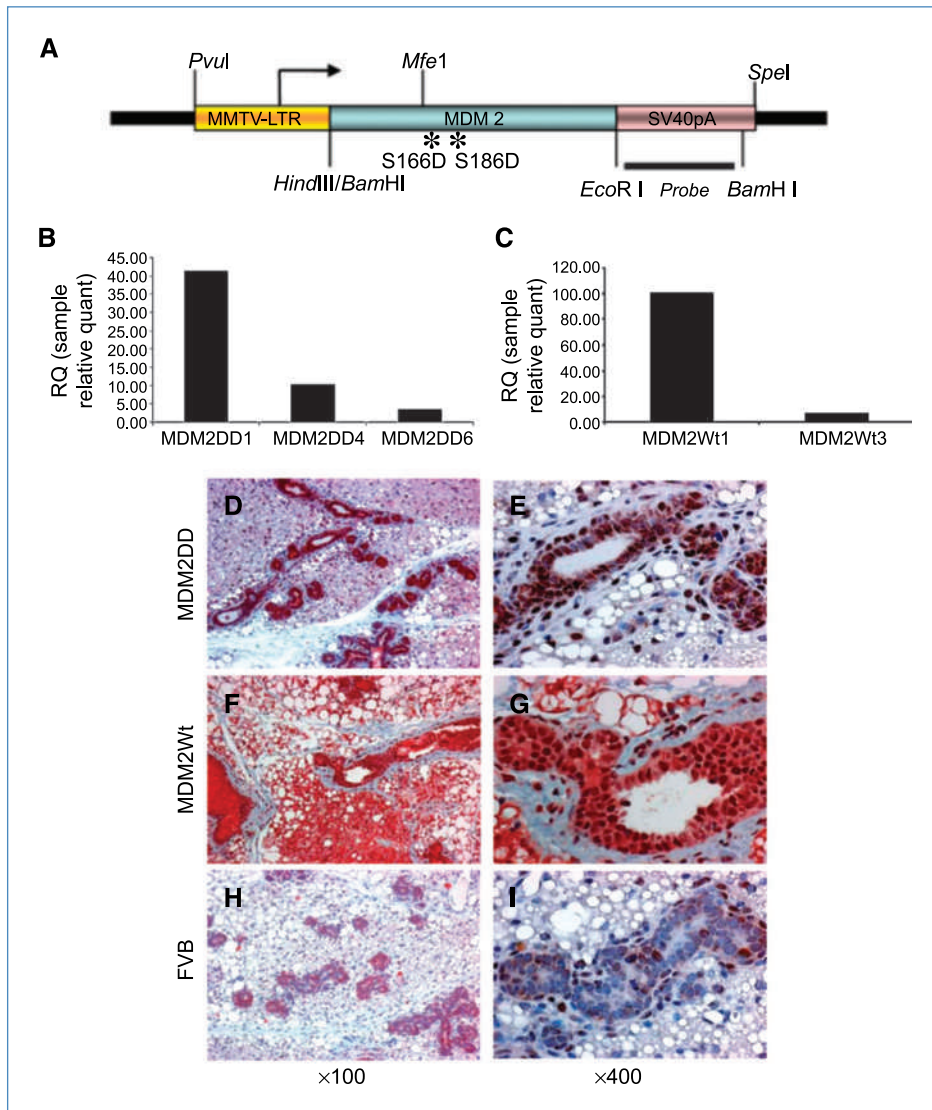 A
PvuI
Mfe1
SpeI
MMTV-LTR
MDM 2
SV40pA
* *
S166D S186D
HindIII/BamHI
EcoR I
Probe
BamH I
B
RQ (sample
relative quant)
45.00
40.00
35.00
30.00
25.00
20.00
15.00
10.00
5.00
0.00
MDM2DD1 MDM2DD4 MDM2DD6
C
RQ (sample
relative quant)
120.00
100.00
80.00
60.00
40.00
20.00
0.00
MDM2Wt1 MDM2Wt3
MDM2DD
D
E
MDM2Wt
F
G
FVB
H
I
×100
×400